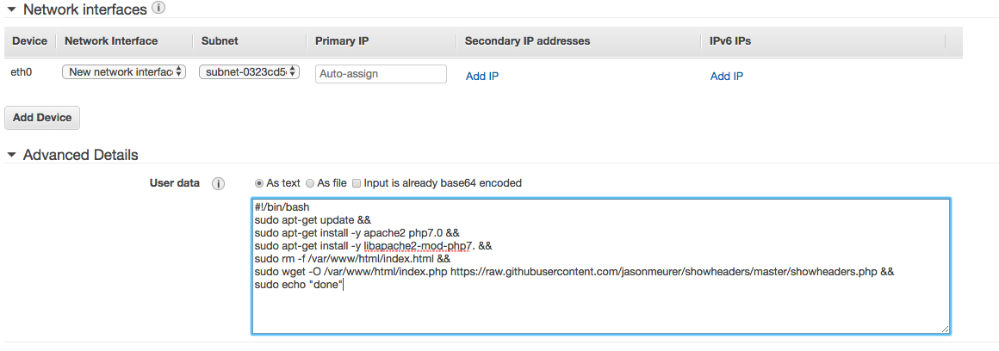 Network interfaces
Device Network Interface Subnet Primary IP Secondary IP addresses IPv6 IPs
eth0 New network interfac subnet-0323cd5 Auto-assign Add IP Add IP
Add Device
Advanced Details
User data As text As file Input is already base64 encoded
#!/bin/bash
sudo apt-get update &&
sudo apt-get install -y apache2 php7.0 &&
sudo apt-get install -y libapache2-mod-php7. &&
sudo rm -f /var/www/html/index.html &&
sudo wget -O /var/www/html/index.php https://raw.githubusercontent.com/jasonmeurer/showheaders/master/showheaders.php &&
sudo echo "done"